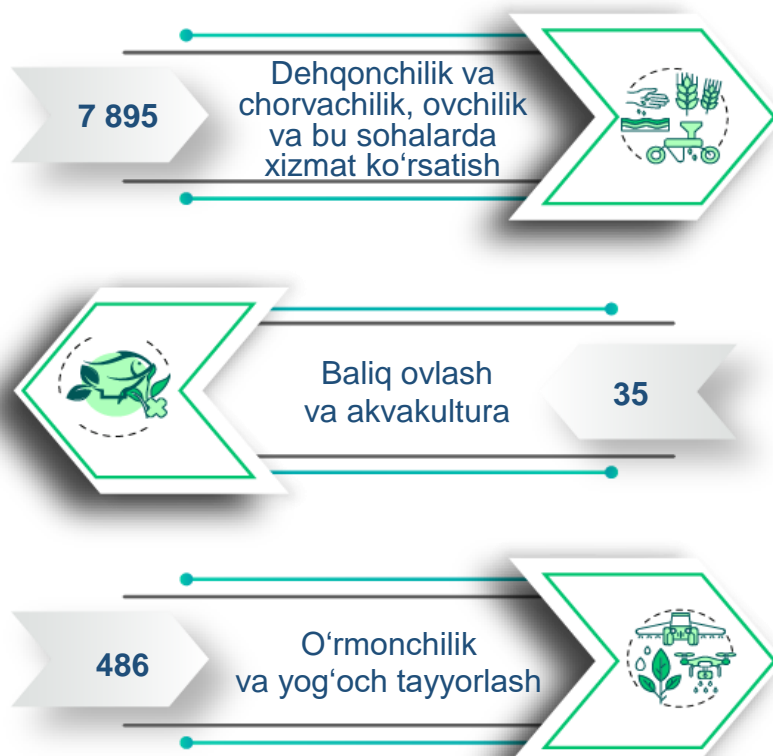 7 895
Dehqonchilik va
chorvachilik, ovchilik
va bu sohalarda
xizmat ko‘rsatish
Baliq ovlash
va akvakultura
35
486
O‘rmonchilik
va yog‘och tayyorlash